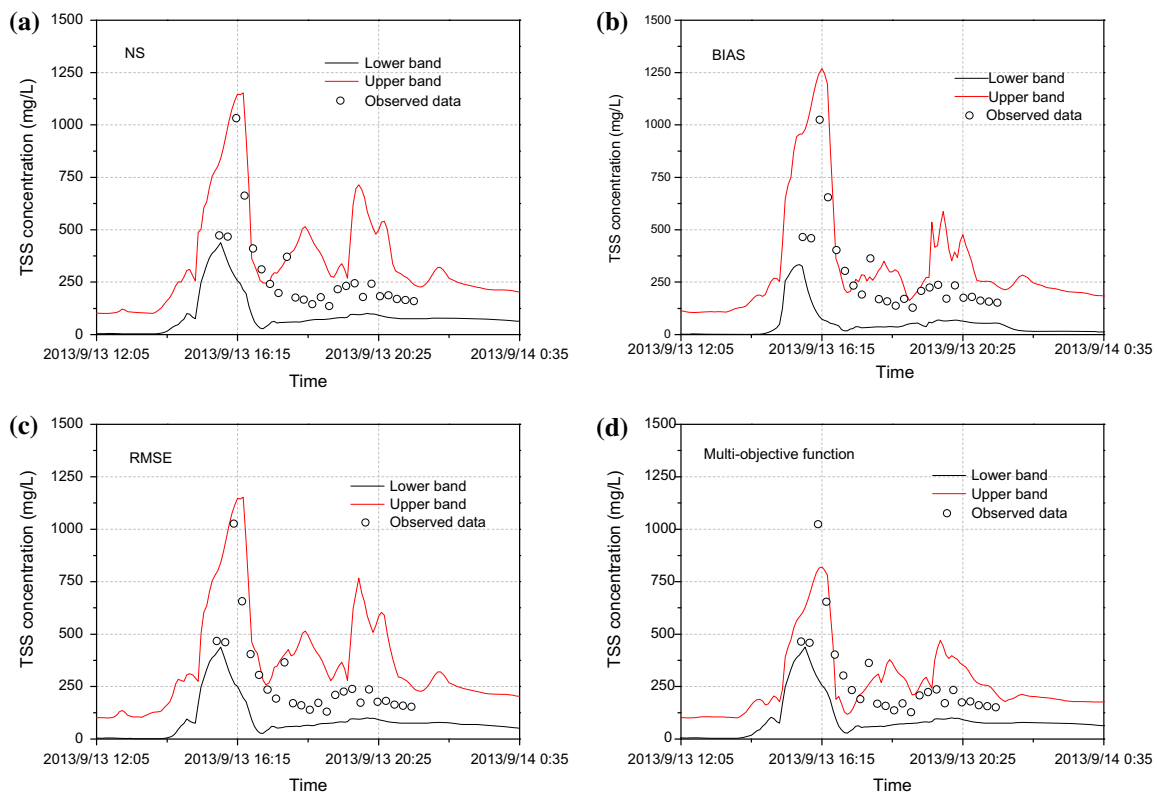 (a)
NS
Lower band
Upper band
Observed data
TSS concentration (mg/L)
1500
1250
1000
750
500
250
0
2013/9/13 12:05
2013/9/13 16:15
2013/9/13 20:25
2013/9/14 0:35
Time
(b)
BIAS
Lower band
Upper band
Observed data
TSS concentration (mg/L)
1500
1250
1000
750
500
250
0
2013/9/13 12:05
2013/9/13 16:15
2013/9/13 20:25
2013/9/14 0:35
Time
(c)
RMSE
Lower band
Upper band
Observed data
TSS concentration (mg/L)
1500
1250
1000
750
500
250
0
2013/9/13 12:05
2013/9/13 16:15
2013/9/13 20:25
2013/9/14 0:35
Time
(d)
Multi-objective function
Lower band
Upper band
Observed data
TSS concentration (mg/L)
1500
1250
1000
750
500
250
0
2013/9/13 12:05
2013/9/13 16:15
2013/9/13 20:25
2013/9/14 0:35
Time